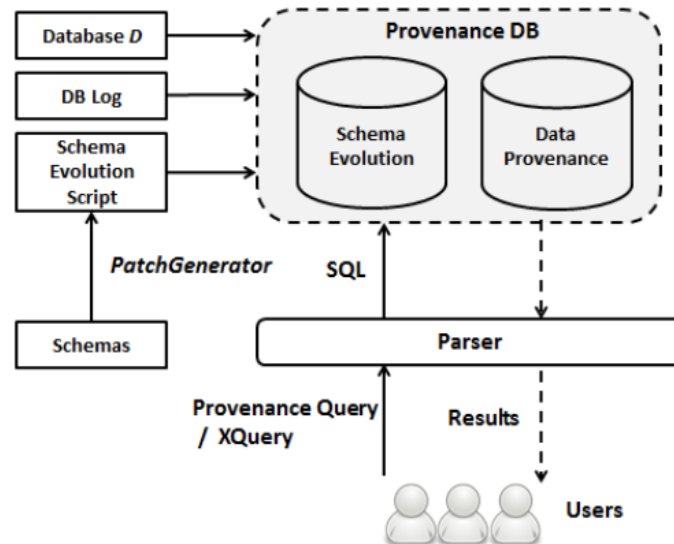 Database D
Provenance DB
DB Log
Schema
Evolution
Script
Schema
Evolution
Data
Provenance
PatchGenerator
SQL
Schemas
Parser
Provenance Query
/ XQuery
Results
Users